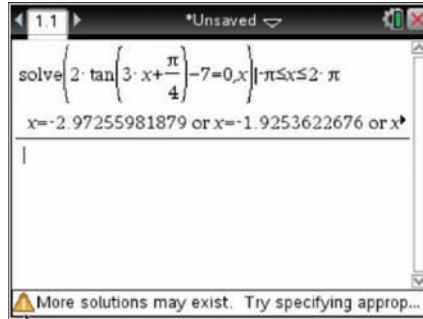 1.1 *Unsaved
solve(2·tan(3·x+π/4)−7=0,x)|-π≤x≤2·π
x=-2.97255981879 or x=-1.9253622676 or x
More solutions may exist. Try specifying approp...